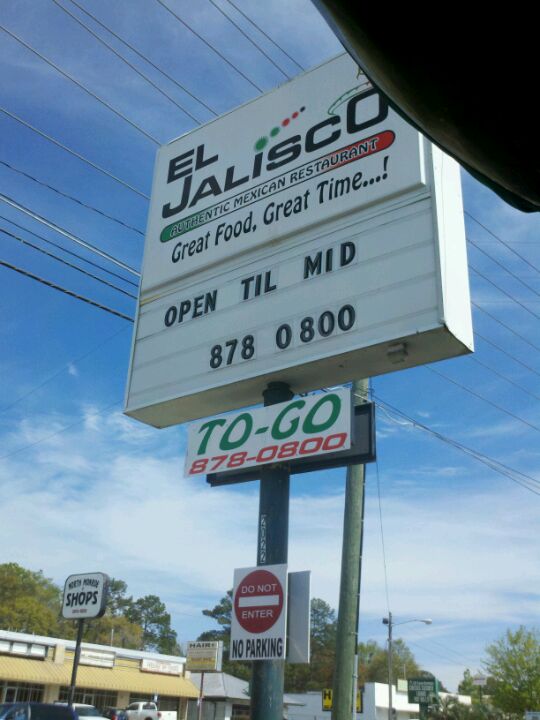 EL
JALISCO
AUTHENTIC MEXICAN RESTAURANT
Great Food, Great Time...!
OPEN TIL MID
878 0800
TO-GO
878-0800
DO NOT
ENTER
NO PARKING
NORTH MONROE
SHOPS
HAIR